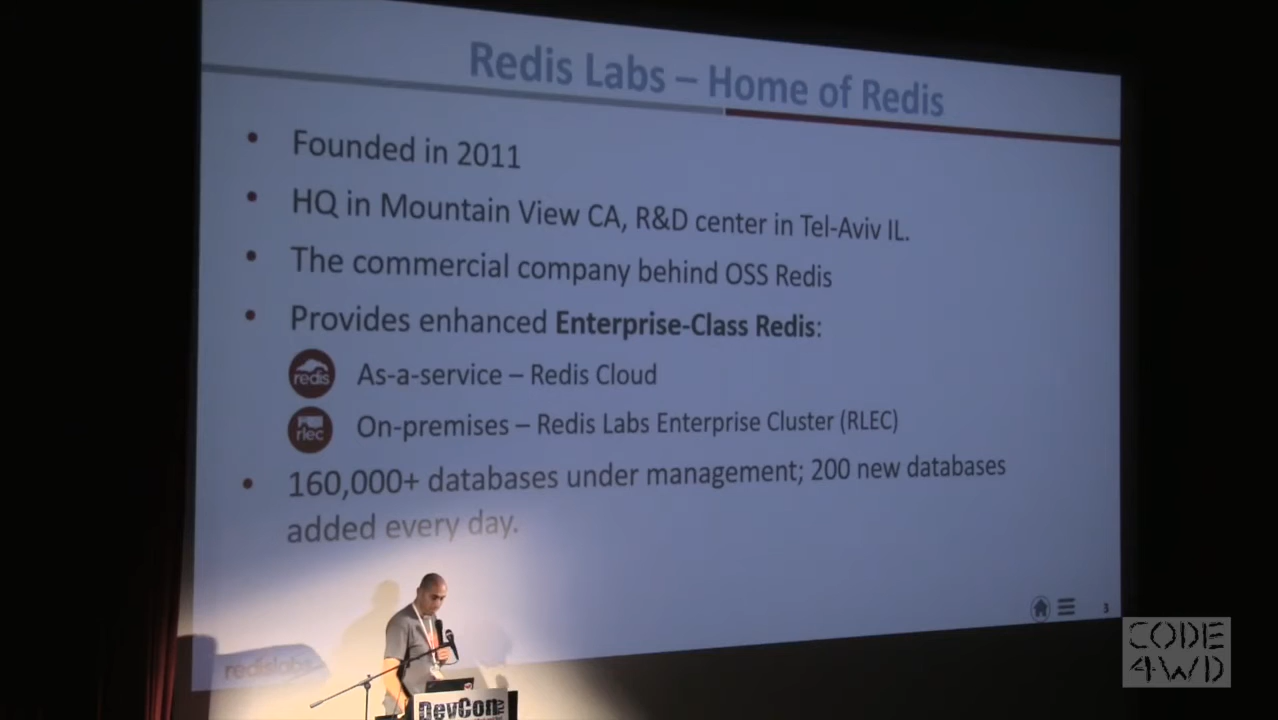 Redis Labs – Home of Redis
• Founded in 2011
• HQ in Mountain View CA, R&D center in Tel-Aviv IL.
• The commercial company behind OSS Redis
• Provides enhanced Enterprise-Class Redis:
redis As-a-service – Redis Cloud
rlec On-premises – Redis Labs Enterprise Cluster (RLEC)
• 160,000+ databases under management; 200 new databases
added every day.
3
redislabs
DevCon
CODE
4WD